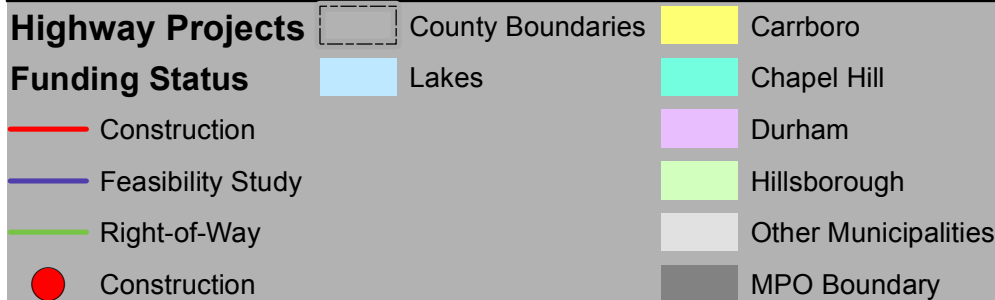 Highway Projects
Funding Status
Construction
Feasibility Study
Right-of-Way
Construction
County Boundaries
Lakes
Carrboro
Chapel Hill
Durham
Hillsborough
Other Municipalities
MPO Boundary